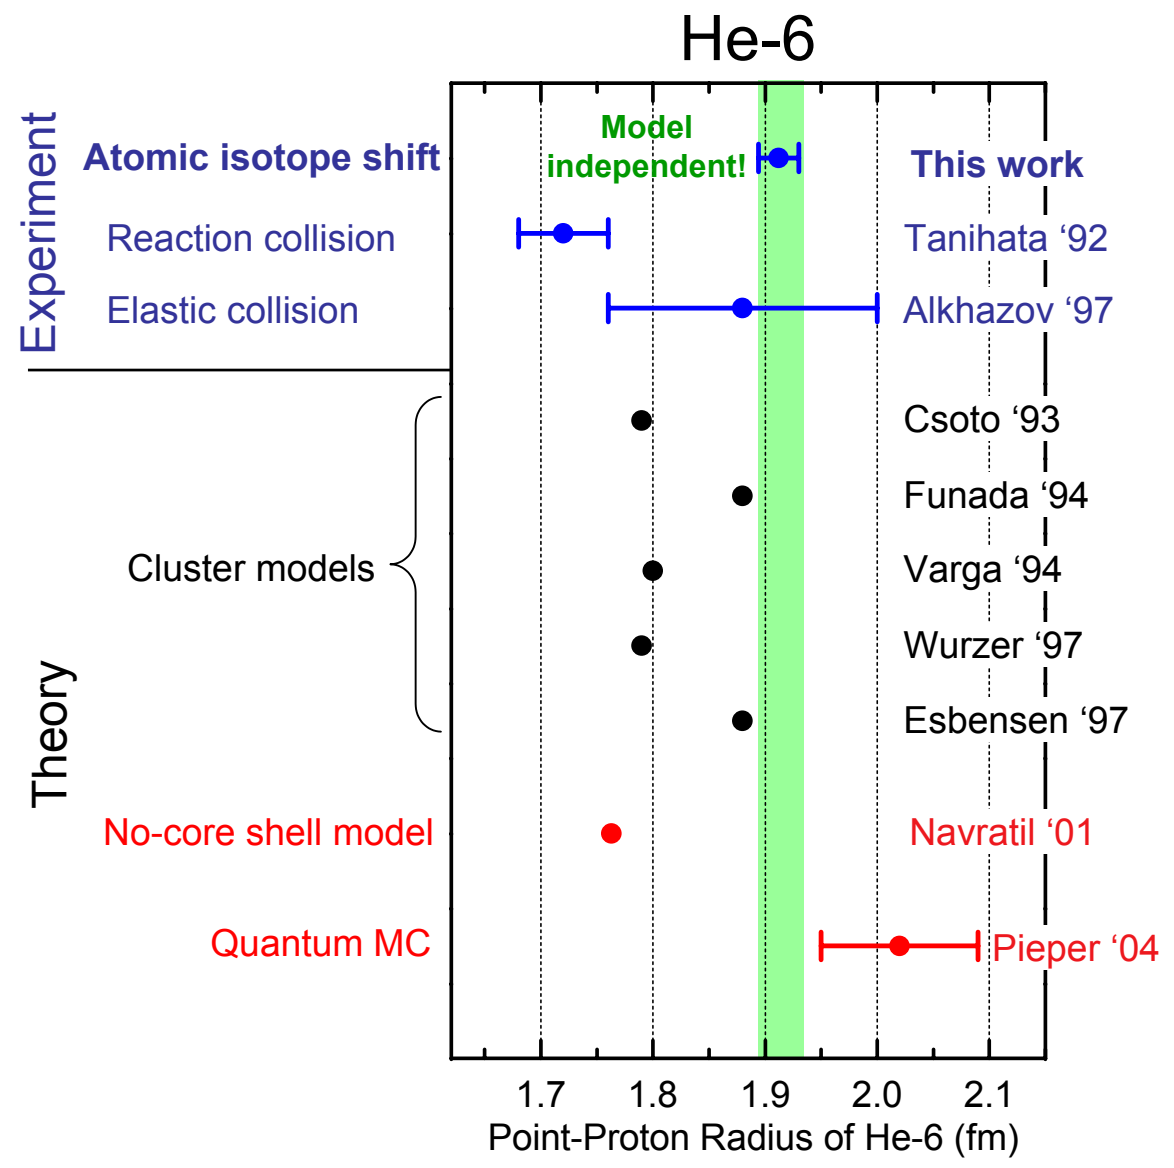 He-6
Experiment
Atomic isotope shift
Model
independent!
This work
Reaction collision
Tanihata ‘92
Elastic collision
Alkhazov ‘97
Theory
Cluster models
Csoto ‘93
Funada ‘94
Varga ‘94
Wurzer ‘97
Esbensen ‘97
No-core shell model
Navratil ‘01
Quantum MC
Pieper ‘04
1.7 1.8 1.9 2.0 2.1
Point-Proton Radius of He-6 (fm)